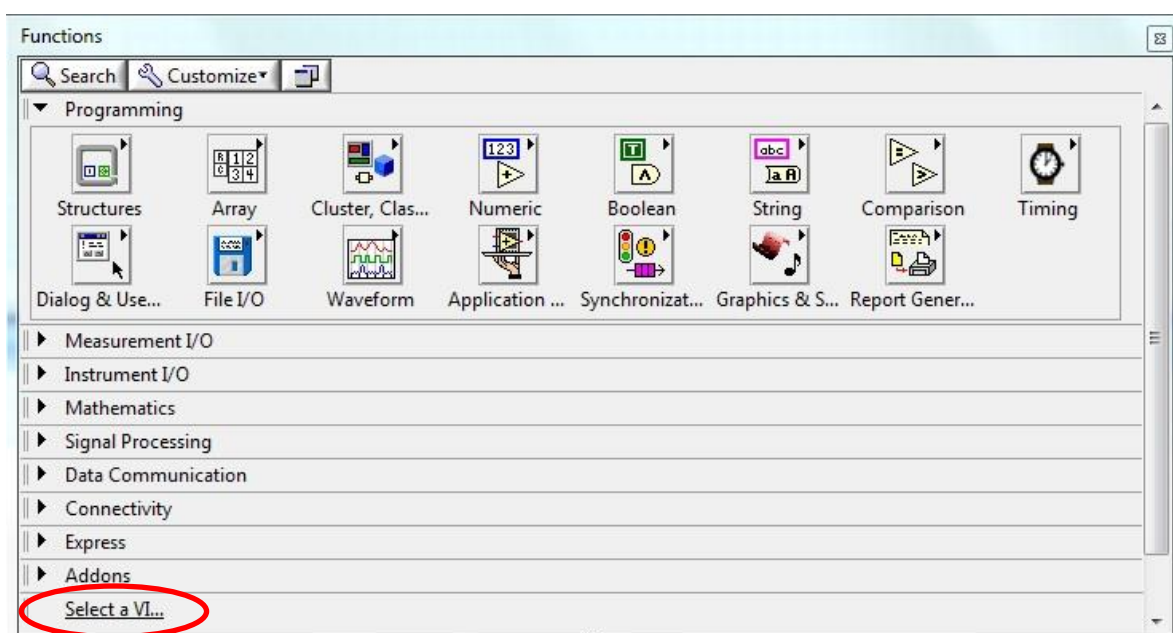 Functions
Search Customize
Programming
Structures Array Cluster, Clas... Numeric Boolean String Comparison Timing
Dialog & Use... File I/O Waveform Application ... Synchronizat... Graphics & S... Report Gener...
Measurement I/O
Instrument I/O
Mathematics
Signal Processing
Data Communication
Connectivity
Express
Addons
Select a VI...